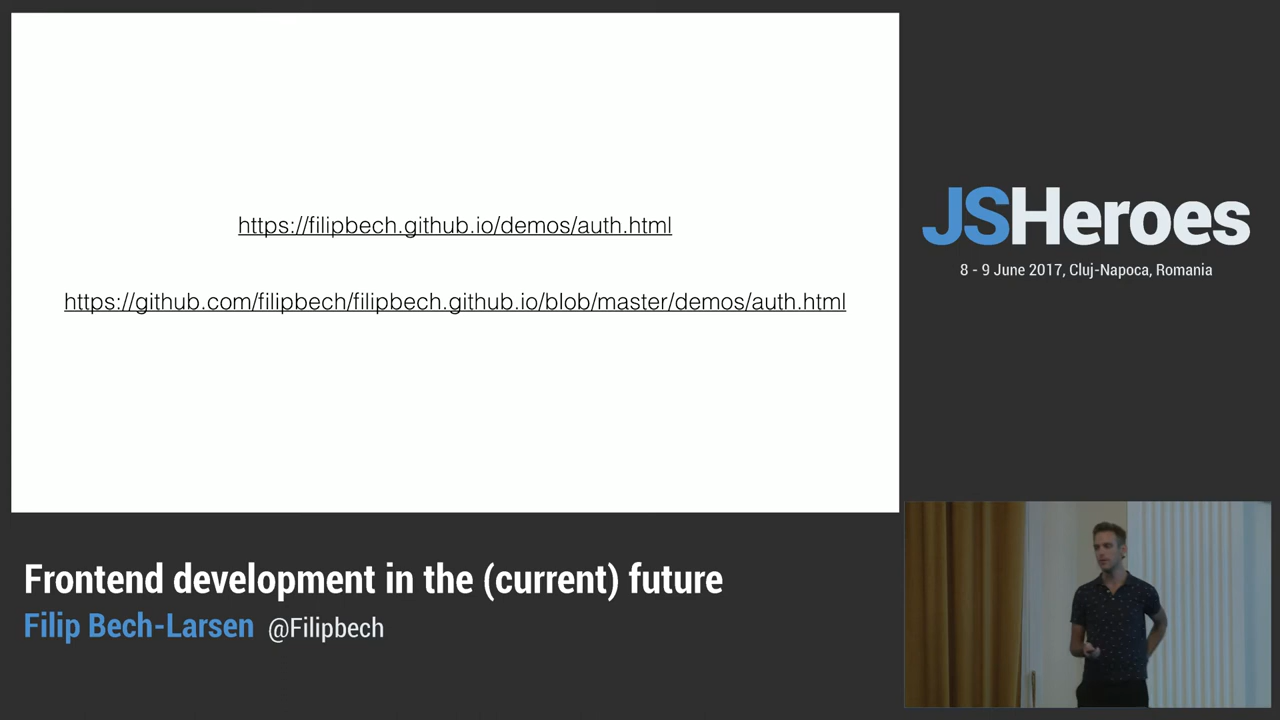 https://filipbech.github.io/demos/auth.html
https://github.com/filipbech/filipbech.github.io/blob/master/demos/auth.html
JSHeroes
8 - 9 June 2017, Cluj-Napoca, Romania
Frontend development in the (current) future
Filip Bech-Larsen @Filipbech